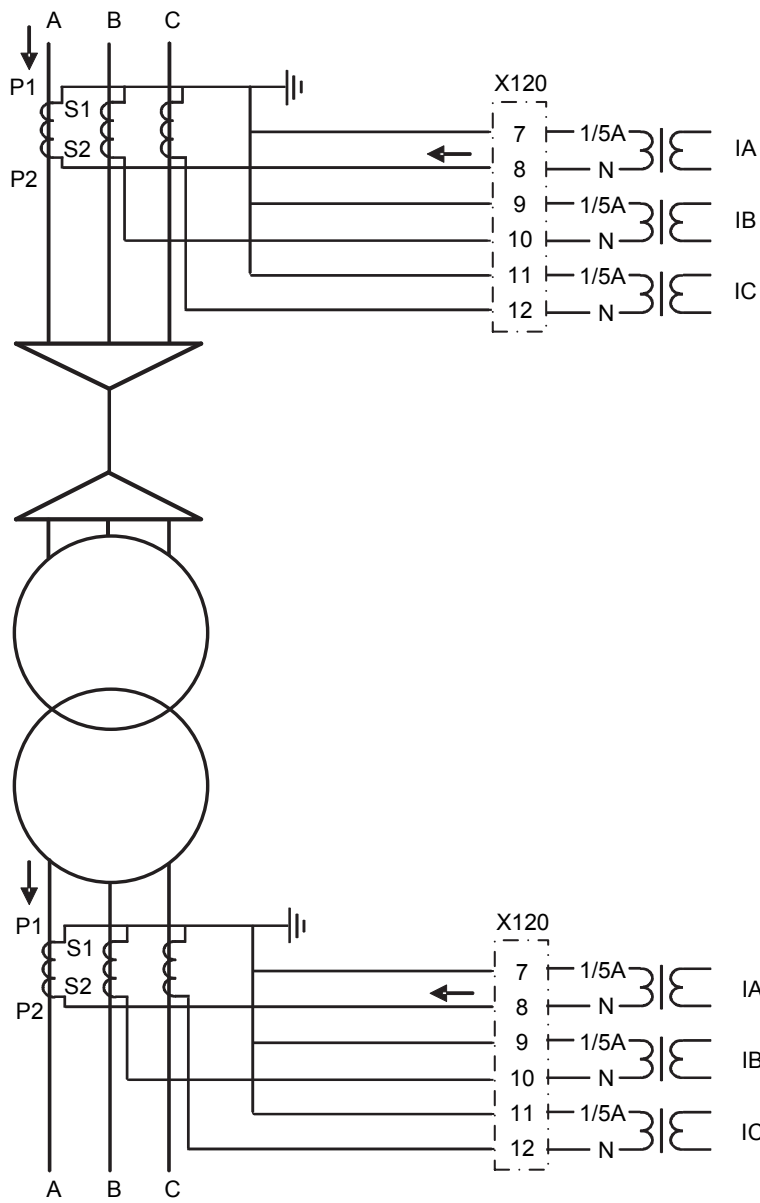 A B C
P1
S1
S2
P2
X120
7 1/5A
8 N
IA
9 1/5A
10 N
IB
11 1/5A
12 N
IC
P1
S1
S2
P2
X120
7 1/5A
8 N
IA
9 1/5A
10 N
IB
11 1/5A
12 N
IC
A B C